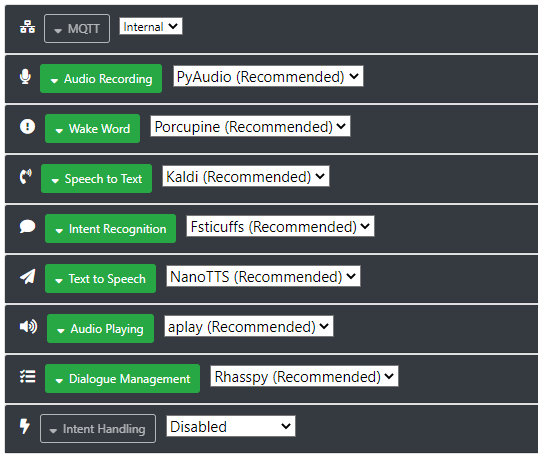 MQTT Internal
Audio Recording PyAudio (Recommended)
Wake Word Porcupine (Recommended)
Speech to Text Kaldi (Recommended)
Intent Recognition Fsticuffs (Recommended)
Text to Speech NanoTTS (Recommended)
Audio Playing aplay (Recommended)
Dialogue Management Rhasspy (Recommended)
Intent Handling Disabled